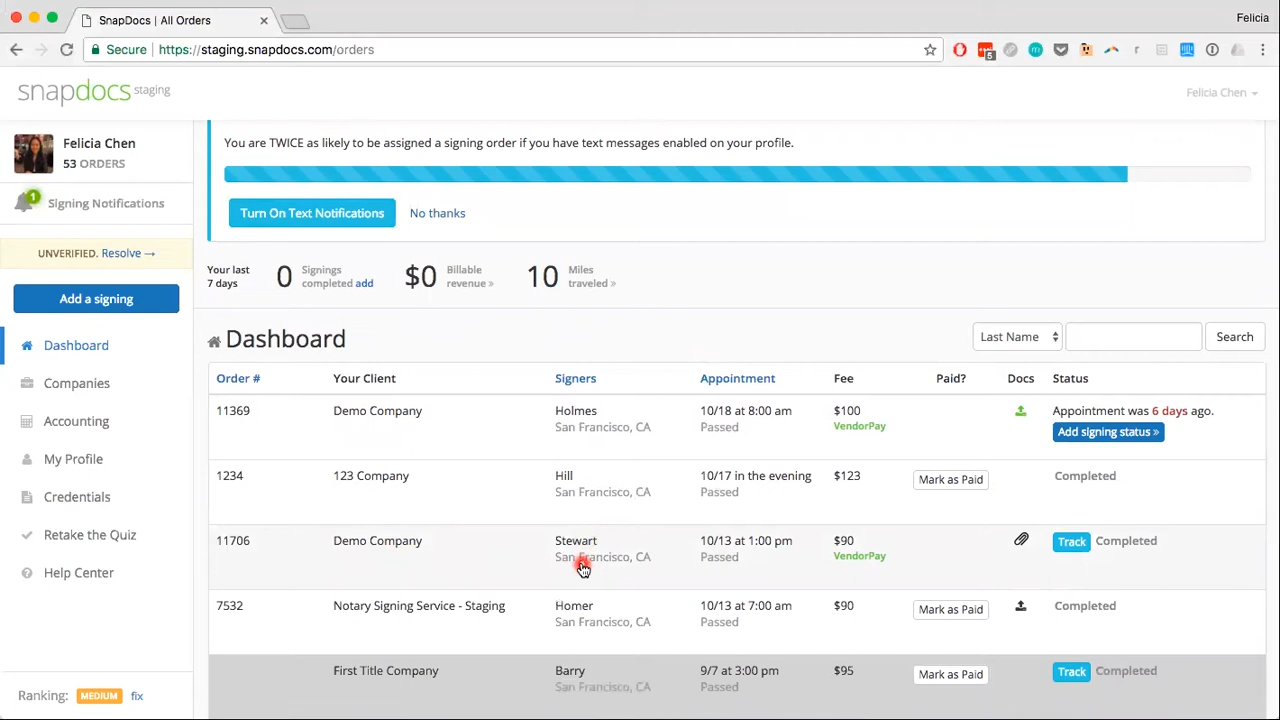 SnapDocs | All Orders
Felicia
Secure https://staging.snapdocs.com/orders
5
snapdocs staging
Felicia Chen
Felicia Chen
53 ORDERS
1
Signing Notifications
UNVERIFIED. Resolve →
Add a signing
Dashboard
Companies
Accounting
My Profile
Credentials
Retake the Quiz
Help Center
Ranking: MEDIUM fix
You are TWICE as likely to be assigned a signing order if you have text messages enabled on your profile.
Turn On Text Notifications No thanks
Your last 7 days 0 Signings completed add $0 Billable revenue » 10 Miles traveled »
Dashboard
Last Name Search
Order # Your Client Signers Appointment Fee Paid? Docs Status
11369 Demo Company Holmes 10/18 at 8:00 am $100 Appointment was 6 days ago.
San Francisco, CA Passed VendorPay Add signing status »
1234 123 Company Hill 10/17 in the evening $123 Mark as Paid Completed
San Francisco, CA Passed
11706 Demo Company Stewart 10/13 at 1:00 pm $90 Track Completed
San Francisco, CA Passed VendorPay
7532 Notary Signing Service - Staging Homer 10/13 at 7:00 am $90 Mark as Paid Completed
San Francisco, CA Passed
First Title Company Barry 9/7 at 3:00 pm $95 Mark as Paid Track Completed
San Francisco, CA Passed